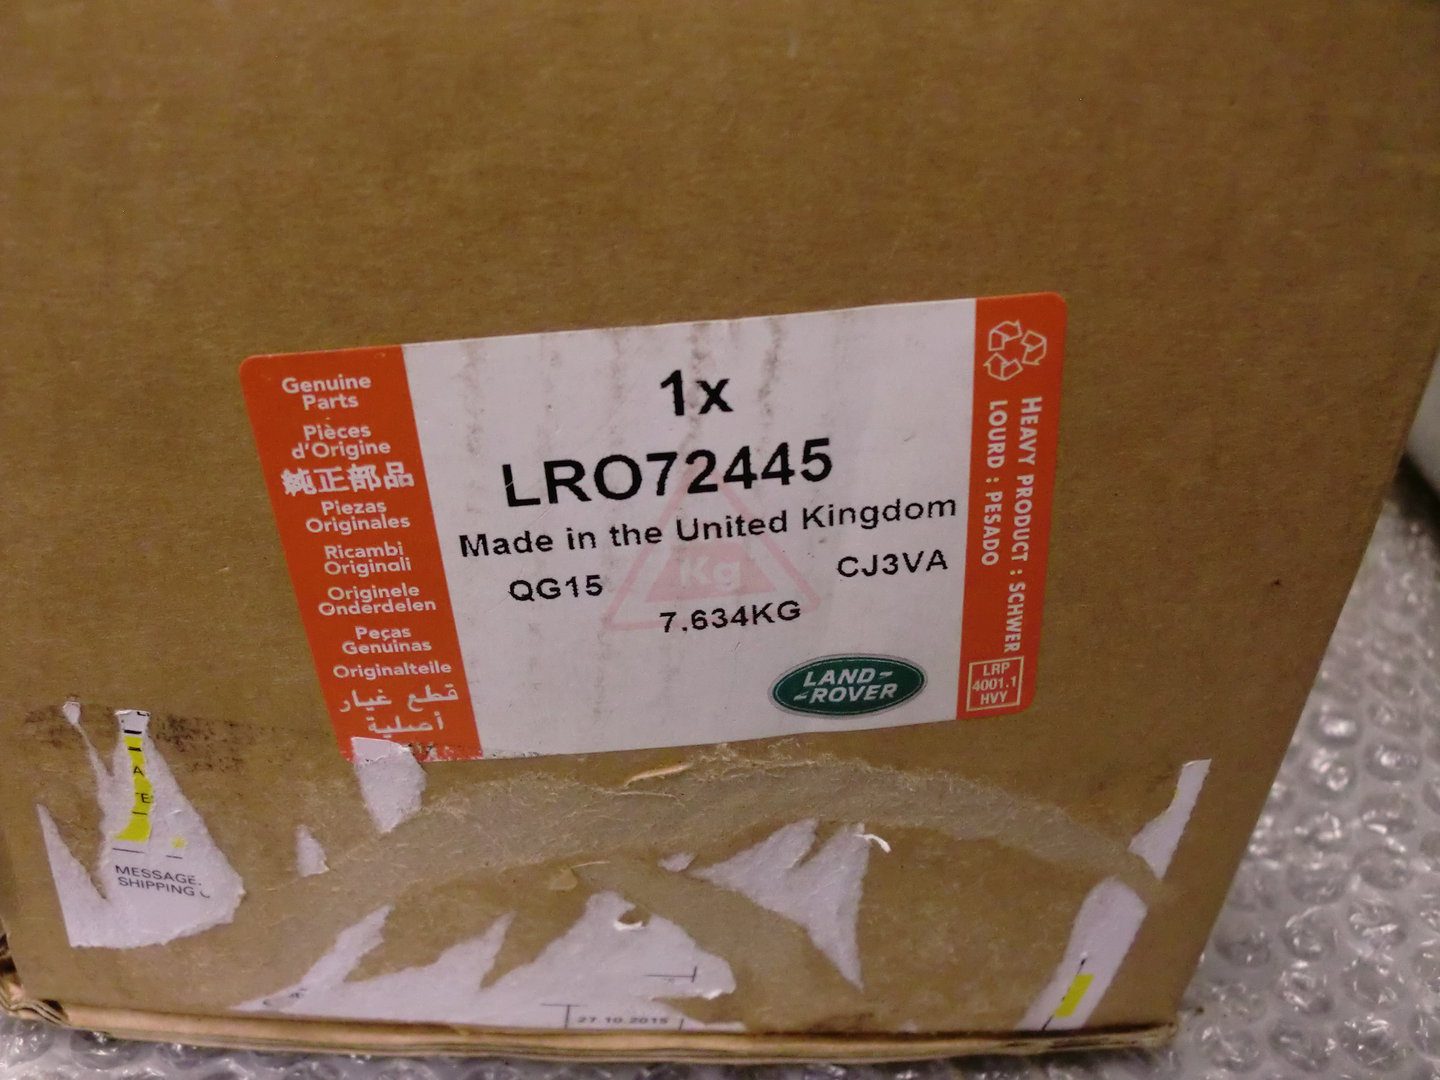 Genuine
Parts
Pièces
d'Origine
純正部品
Piezas
Originales
Ricambi
Originali
Originele
Onderdelen
Peças
Genuinas
Originalteile
قطع غيار
أصلية
1x
LRO72445
Made in the United Kingdom
QG15
CJ3VA
Kg
7.634KG
LAND-
-ROVER
HEAVY PRODUCT : SCHWER
LOURD : PESADO
LRP
4001.1
HVY
A
TE
MESSAGE
SHIPPING
27.10.2015